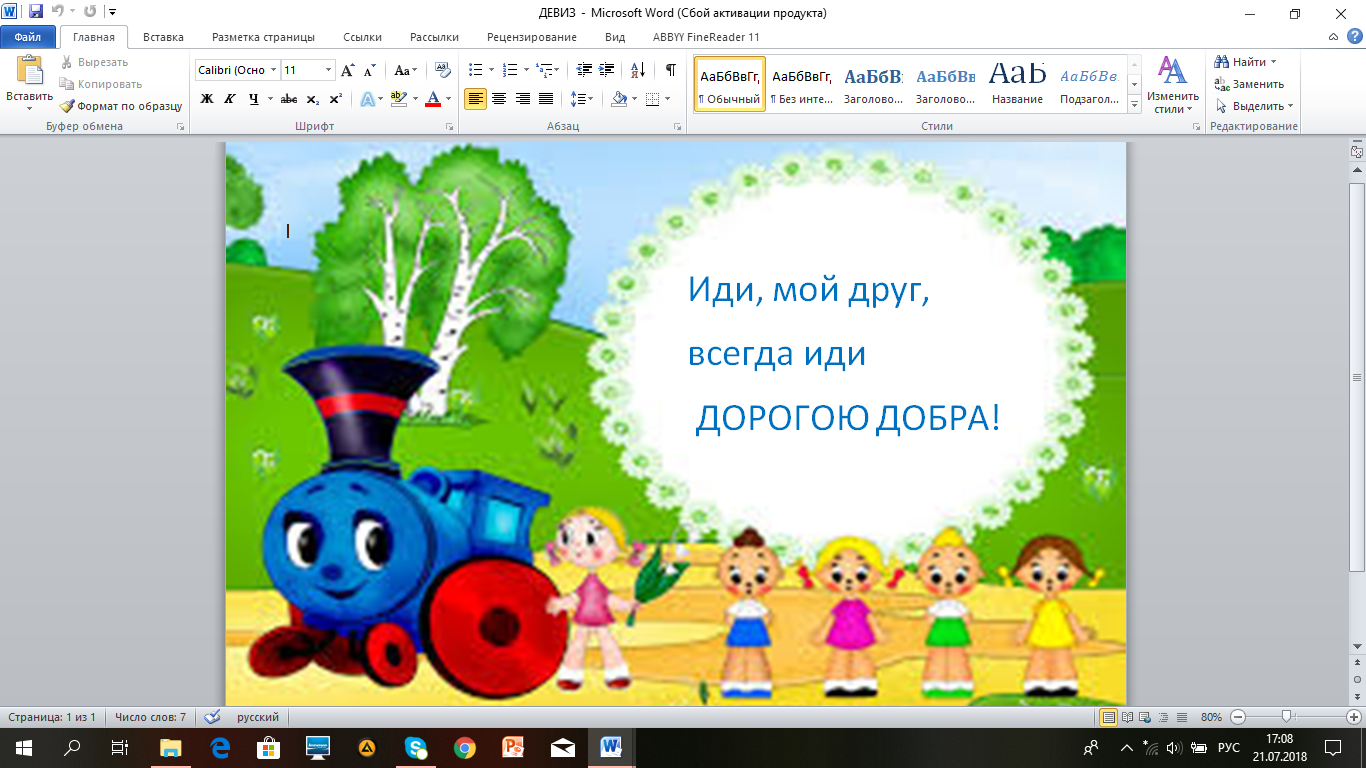 ДЕВИЗ - Microsoft Word (Сбой активации продукта)
Файл
Главная
Вставка
Разметка страницы
Ссылки
Рассылки
Рецензирование
Вид
ABBYY FineReader 11
Вставить
Вырезать
Копировать
Формат по образцу
Буфер обмена
Calibri (Осно
11
Шрифт
Абзац
АаБбВвГг,
¶ Обычный
АаБбВвГг,
¶ Без инте...
АаБбВ
Заголово...
АаБбВв
Заголово...
АаБ
Название
АаБбВв
Подзагол...
Стили
Изменить стили
Найти
Заменить
Выделить
Редактирование
Иди, мой друг,
всегда иди
ДОРОГОЮ ДОБРА!
Страница: 1 из 1
Число слов: 7
русский
80%
РУС
17:08
21.07.2018